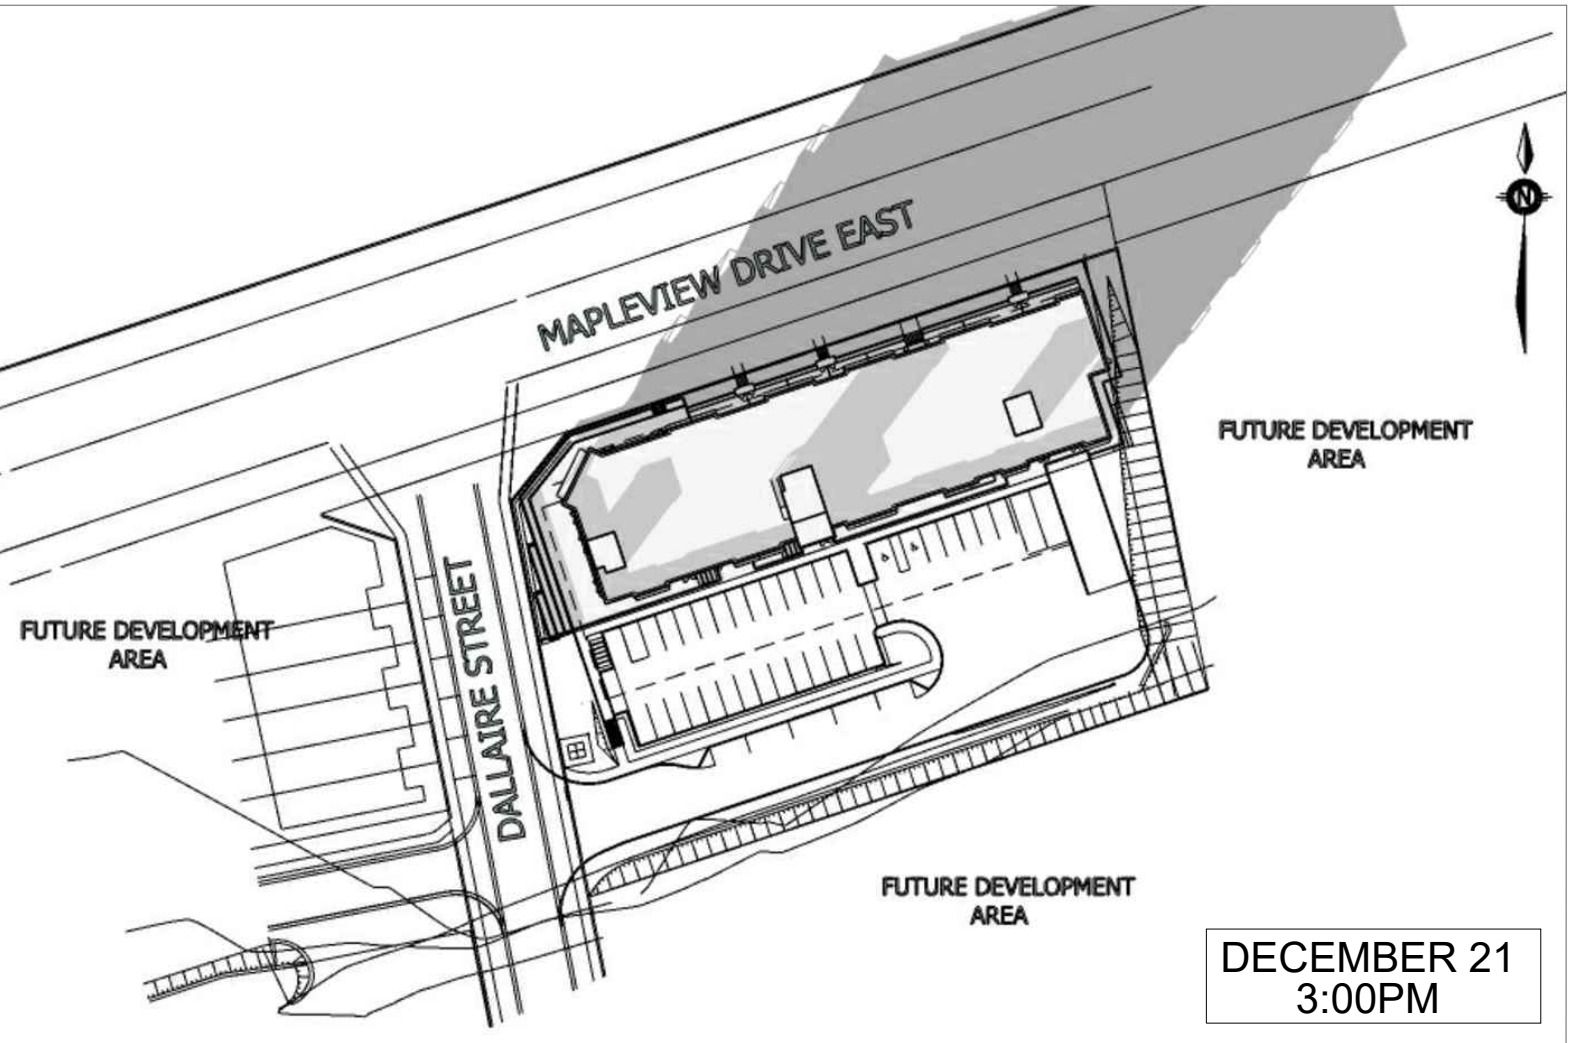 MAPLEVIEW DRIVE EAST
N
FUTURE DEVELOPMENT
AREA
FUTURE DEVELOPMENT
AREA
DALLAIRE STREET
FUTURE DEVELOPMENT
AREA
DECEMBER 21
3:00PM